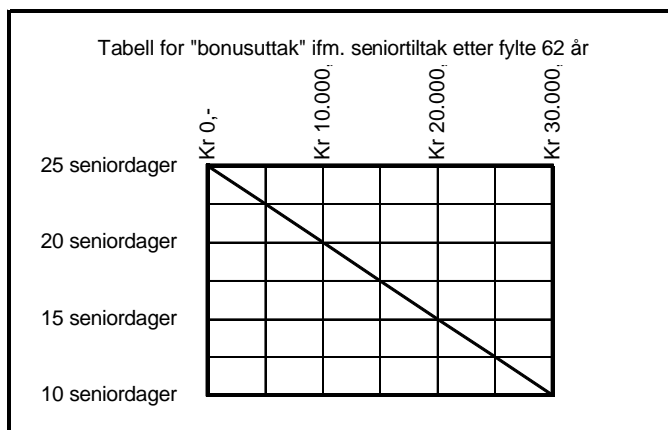 Tabell for "bonusuttak" ifm. seniortiltak etter fylte 62 år
Kr 0,-
Kr 10.000,
Kr 20.000,
Kr 30.000,
25 seniordager
20 seniordager
15 seniordager
10 seniordager